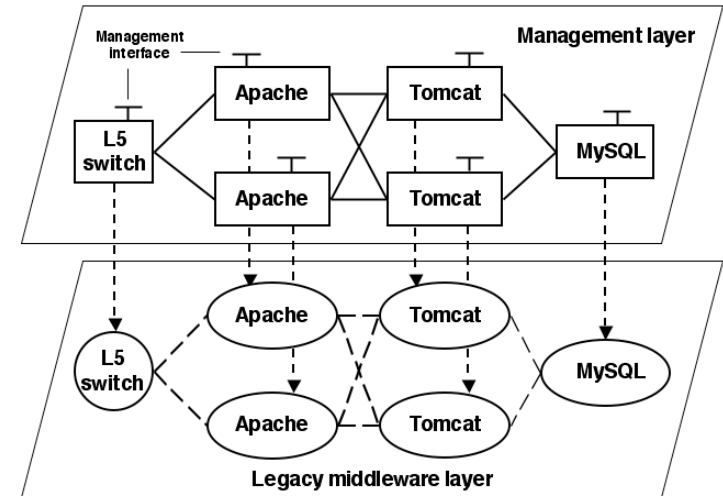 Management
interface
Management layer
Apache
Tomcat
L5
switch
MySQL
Apache
Tomcat
Apache
Tomcat
L5
switch
MySQL
Apache
Tomcat
Legacy middleware layer